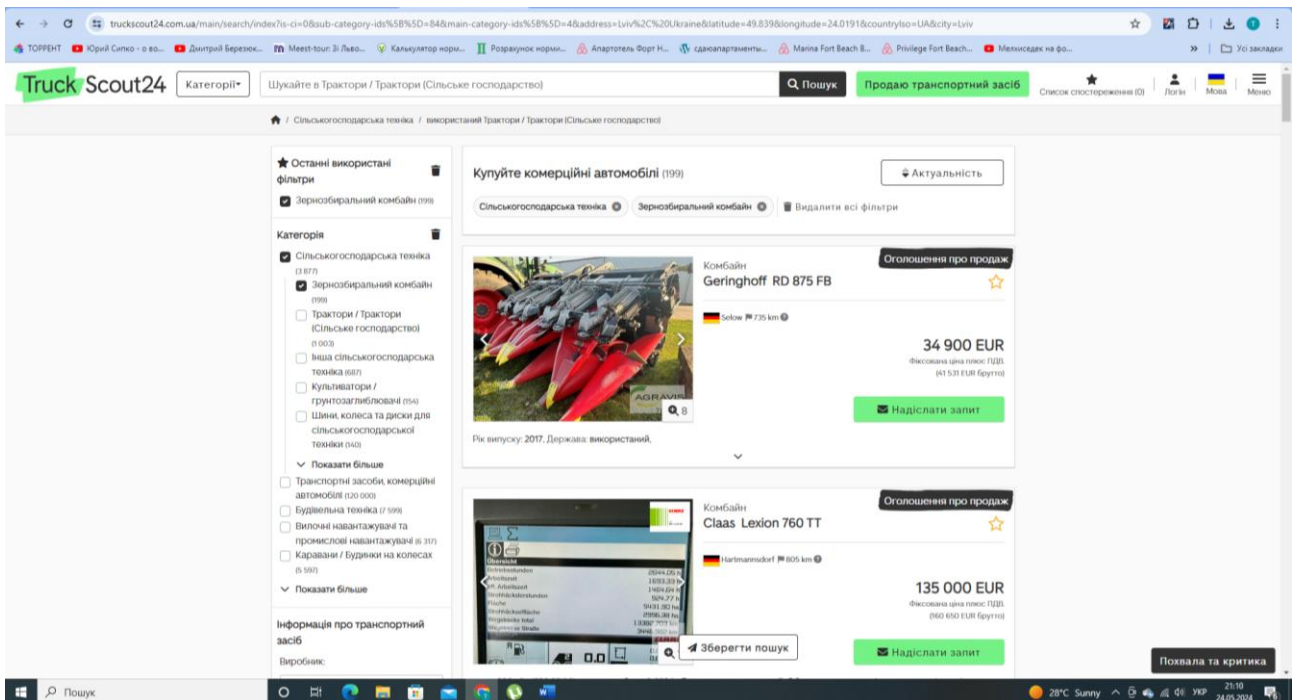 truckscout24.com.ua/main/search/index?is-ci=0&sub-category-ids%5B%5D=84&main-category-ids%5B%5D=4&address=Lviv%2C%20Ukraine&latitude=49.839&longitude=24.0191&countryIso=UA&city=Lviv
ТОРРЕНТ Юрий Сипко - о во... Дмитрий Березюк... Meest-tour: Зі Льво... Калькулятор норм... Розрахунок норми... Апартотель Форт Н... Marina Fort Beach B... Privilege Fort Beach... Мелхиседек на фо... » Усі закладки
Truck Scout24 Категорії Шукайте в Трактори / Трактори (Сільське господарство) Пошук Продаю транспортний засіб Список спостереження (0) Логін Мова Меню
/ Сільськогосподарська техніка / використаний Трактори / Трактори (Сільське господарство)
Останні використані фільтри
Зернозбиральний комбайн (199)
Категорія
Сільськогосподарська техніка (3 877)
Зернозбиральний комбайн (199)
Трактори / Трактори (Сільське господарство) (1 003)
Інша сільськогосподарська техніка (687)
Культиватори / грунтозаглиблювачі (154)
Шини, колеса та диски для сільськогосподарської техніки (140)
Показати більше
Транспортні засоби, комерційні автомобілі (120 000)
Будівельна техніка (7 599)
Вилочні навантажувачі та промислові навантажувачі (6 317)
Каравани / Будинки на колесах (5 597)
Показати більше
Інформація про транспортний засіб
Виробник:
Купуйте комерційні автомобілі (199)
Актуальність
Сільськогосподарська техніка Зернозбиральний комбайн Видалити всі фільтри
Оголошення про продаж
Комбайн
Geringhoff RD 875 FB
735 km
34 900 EUR
Фіксована ціна плюс ПДВ
(41 531 EUR брутто)
AGRAVIS
8
Надіслати запит
Рік випуску: 2017, Держава: використаний,
Оголошення про продаж
Комбайн
Claas Lexion 760 TT
Hartmannsdorf 805 km
135 000 EUR
Фіксована ціна плюс ПДВ
(160 650 EUR брутто)
Übersicht
Betriebsstunden
0.0
Зберегти пошук
Надіслати запит
Похвала та критика
Пошук
28°C Sunny УКР 21:10
24.05.2024